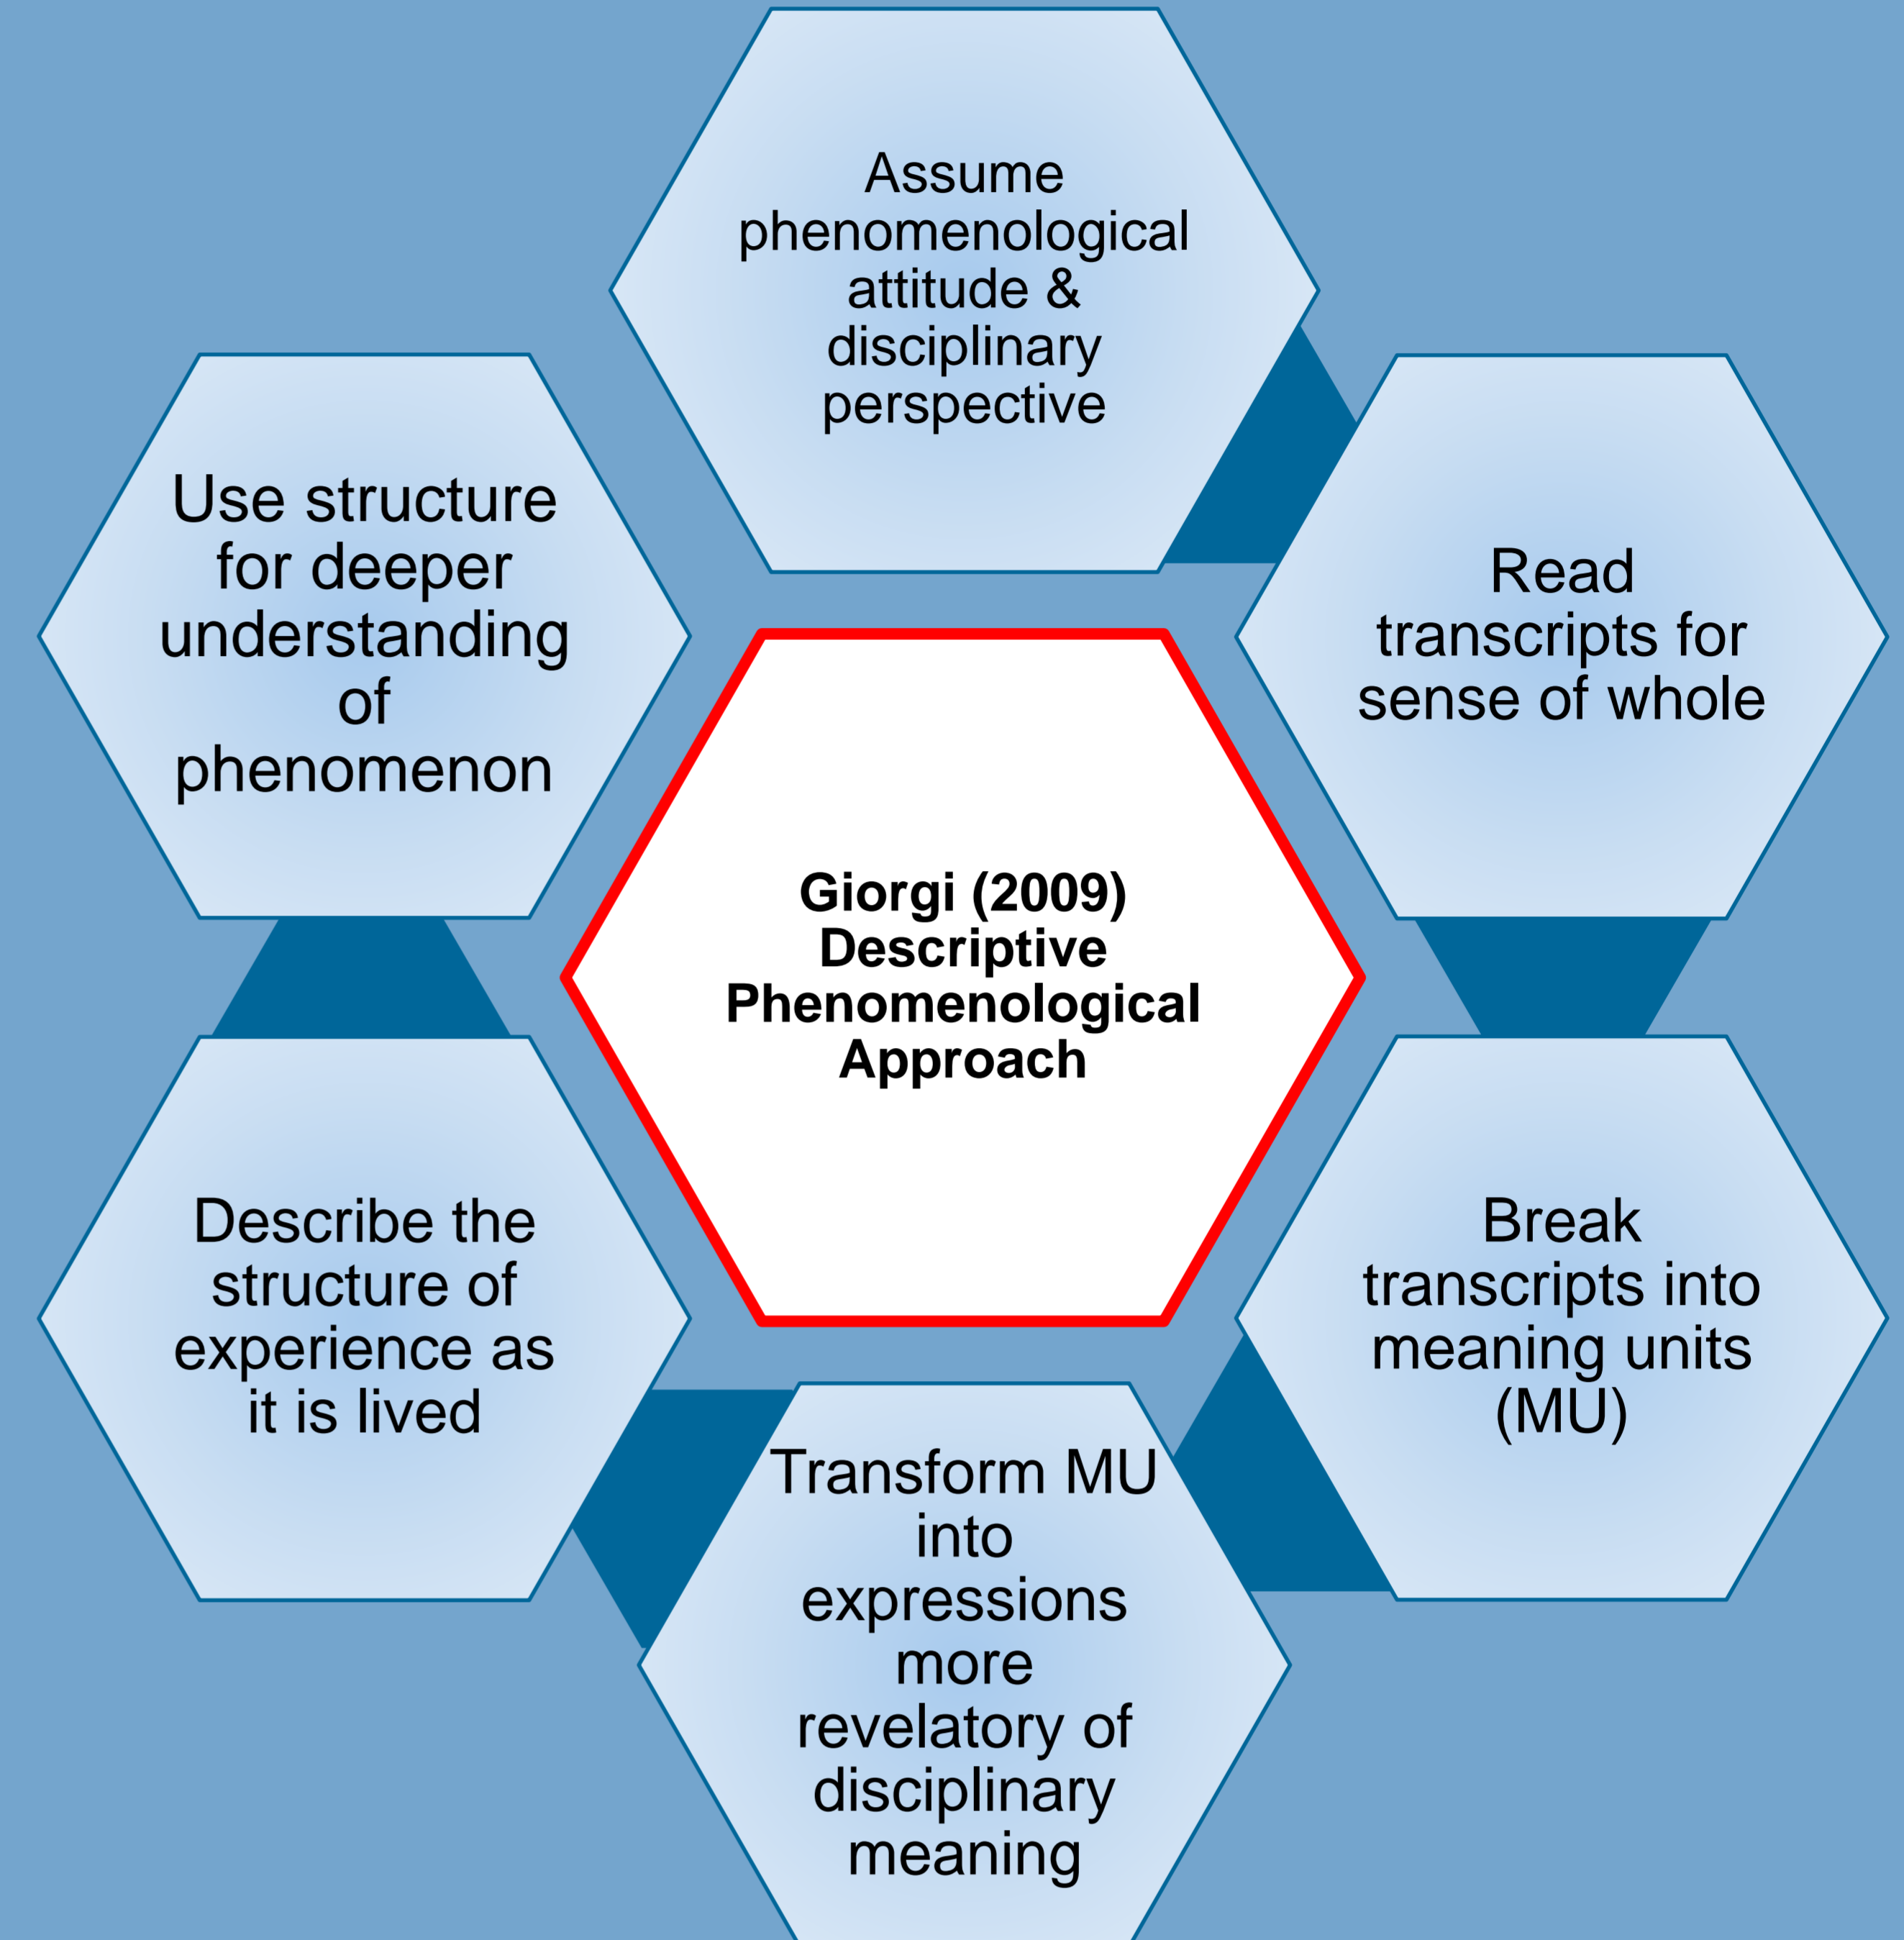 Assume
phenomenological
attitude &
disciplinary
perspective
Read
transcripts for
sense of whole
Break
transcripts into
meaning units
(MU)
Transform MU
into
expressions
more
revelatory of
disciplinary
meaning
Describe the
structure of
experience as
it is lived
Use structure
for deeper
understanding
of
phenomenon
Giorgi (2009)
Descriptive
Phenomenological
Approach